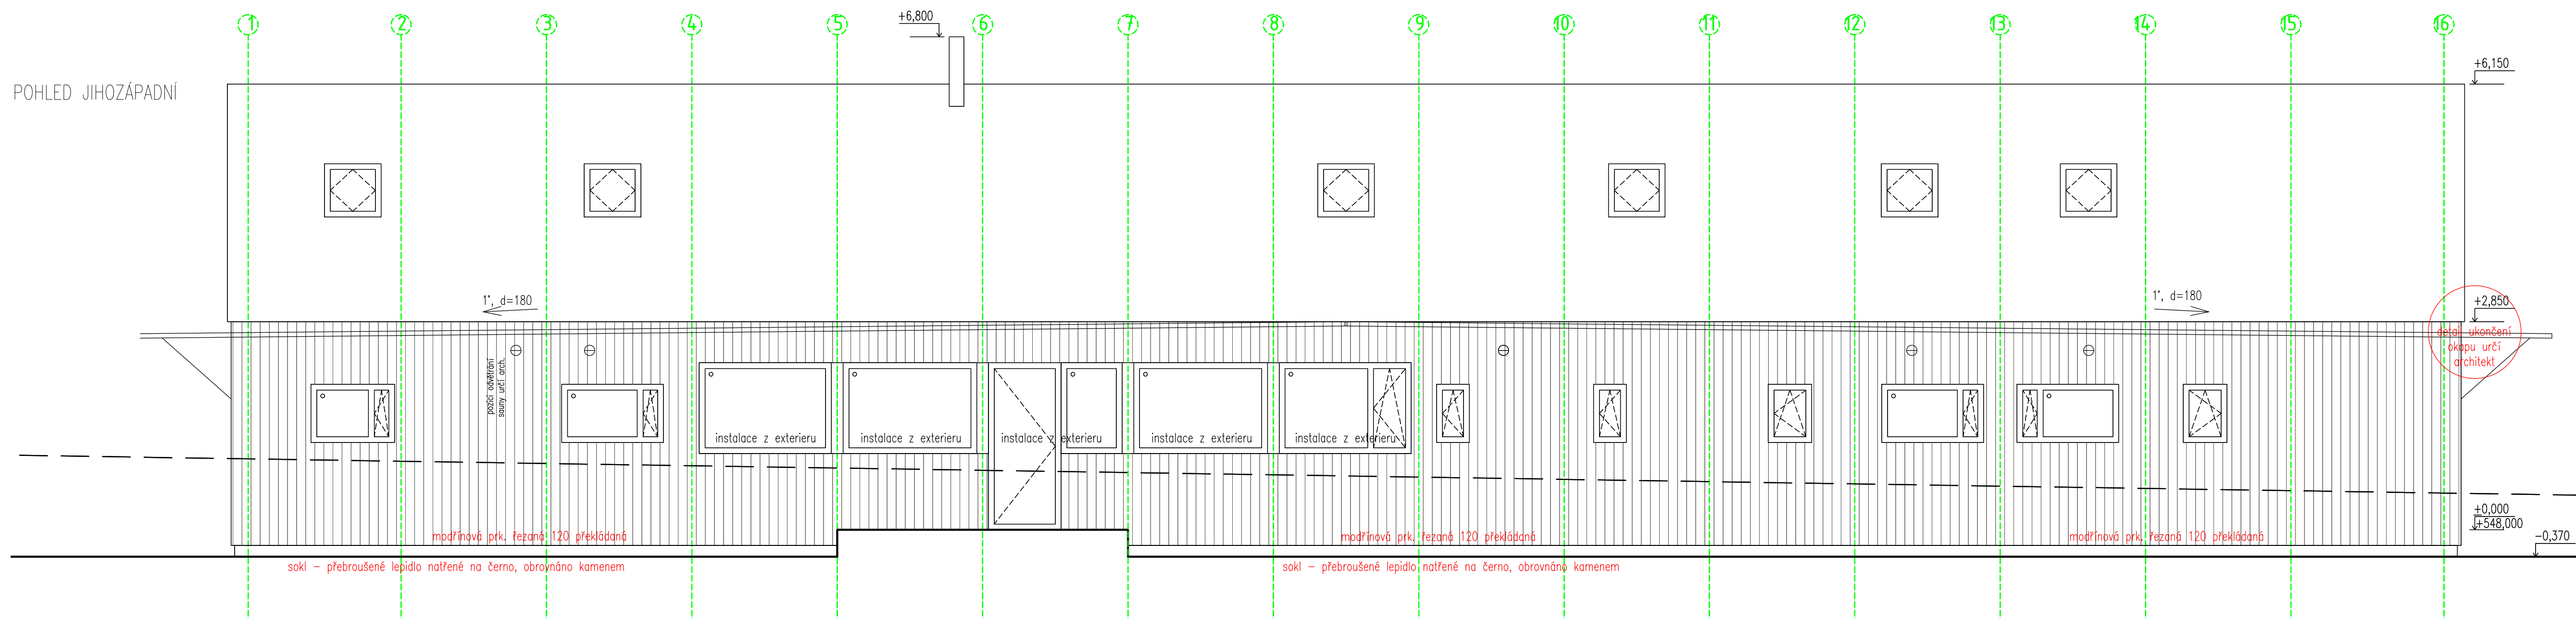 1 2 3 4 5 6 7 8 9 10 11 12 13 14 15 16
+6,800
+6,150
POHLED JIHOZÁPADNÍ
1°, d=180
1°, d=180
+2,850
detail ukončení
okapu určí
architekt
pozici odvětrání
sauny určí arch.
instalace z exterieru
instalace z exterieru
instalace z exterieru
instalace z exterieru
instalace z exterieru
+0,000
+548,000
modřínová prk. řezaná 120 překládaná
modřínová prk. řezaná 120 překládaná
modřínová prk. řezaná 120 překládaná
-0,370
sokl - přebroušené lepidlo natřené na černo, obrovnáno kamenem
sokl - přebroušené lepidlo natřené na černo, obrovnáno kamenem